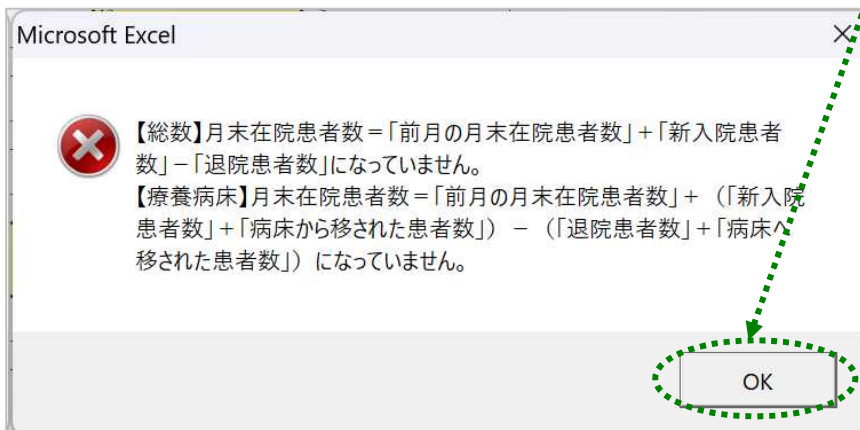 Microsoft Excel
【総数】月末在院患者数＝「前月の月末在院患者数」＋「新入院患者
数」－「退院患者数」になっていません。
【療養病床】月末在院患者数＝「前月の月末在院患者数」＋（「新入院
患者数」＋「病床から移された患者数」）－（「退院患者数」＋「病床へ
移された患者数」）になっていません。
OK